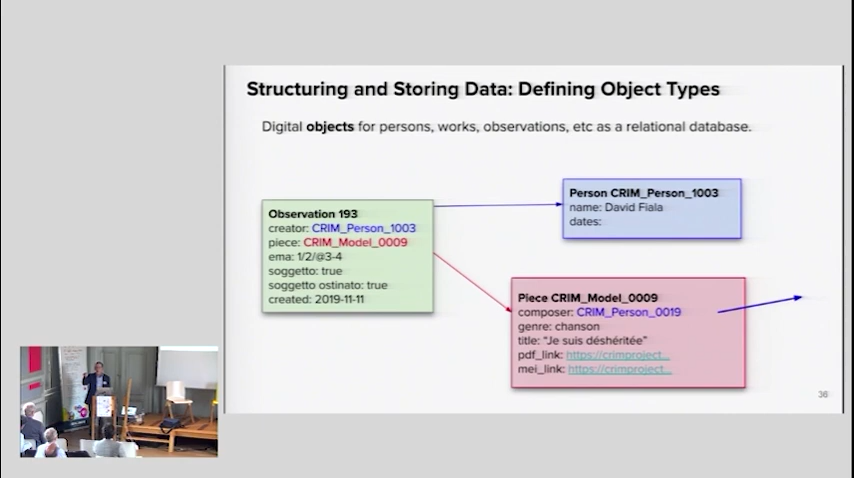 Structuring and Storing Data: Defining Object Types
Digital objects for persons, works, observations, etc as a relational database.
Observation 193
creator: CRIM_Person_1003
piece: CRIM_Model_0009
ema: 1/2/@3-4
soggetto: true
soggetto ostinato: true
created: 2019-11-11
Person CRIM_Person_1003
name: David Fiala
dates:
Piece CRIM_Model_0009
composer: CRIM_Person_0019
genre: chanson
title: "Je suis déshéritée"
pdf_link: https://crimproject...
mei_link: https://crimproject...
36